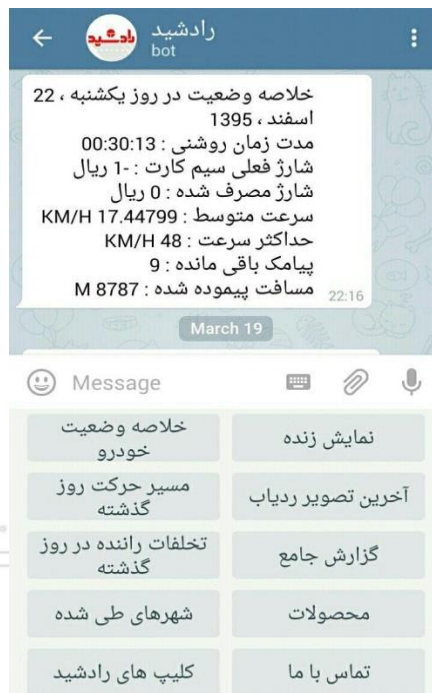 رادشید
رادشید
bot
خلاصه وضعیت در روز یکشنبه ، 22
اسفند ، 1395
مدت زمان روشنی : 00:30:13
شارژ فعلی سیم کارت : -1 ریال
شارژ مصرف شده : 0 ریال
سرعت متوسط : 17.44799 KM/H
حداکثر سرعت : 48 KM/H
پیامک باقی مانده : 9
مسافت پیموده شده : 8787 M
22:16
March 19
Message
نمایش زنده
خلاصه وضعیت
خودرو
آخرین تصویر ردیاب
مسیر حرکت روز
گذشته
گزارش جامع
تخلفات راننده در روز
گذشته
محصولات
شهرهای طی شده
تماس با ما
کلیپ های رادشید